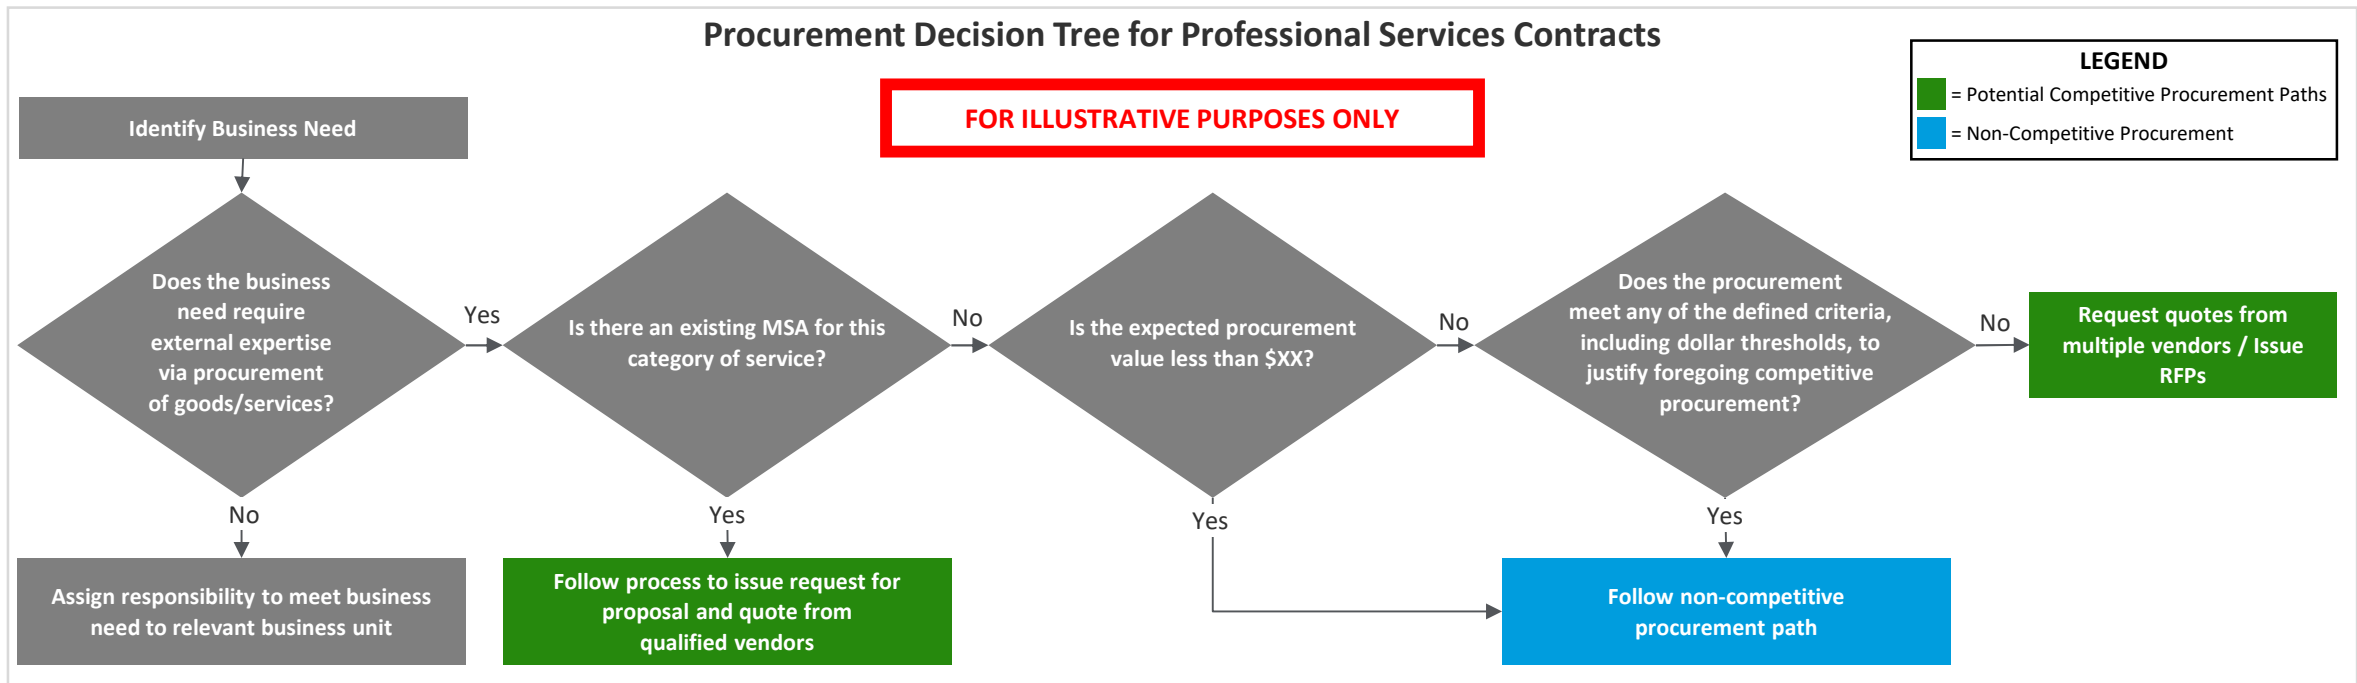 Procurement Decision Tree for Professional Services Contracts
FOR ILLUSTRATIVE PURPOSES ONLY
LEGEND
= Potential Competitive Procurement Paths
= Non-Competitive Procurement
Identify Business Need
Does the business
need require
external expertise
via procurement
of goods/services?
Yes
Is there an existing MSA for this
category of service?
No
Is the expected procurement
value less than $XX?
No
Does the procurement
meet any of the defined criteria,
including dollar thresholds, to
justify foregoing competitive
procurement?
No
Request quotes from
multiple vendors / Issue
RFPs
No
Yes
Yes
Yes
Assign responsibility to meet business
need to relevant business unit
Follow process to issue request for
proposal and quote from
qualified vendors
Follow non-competitive
procurement path